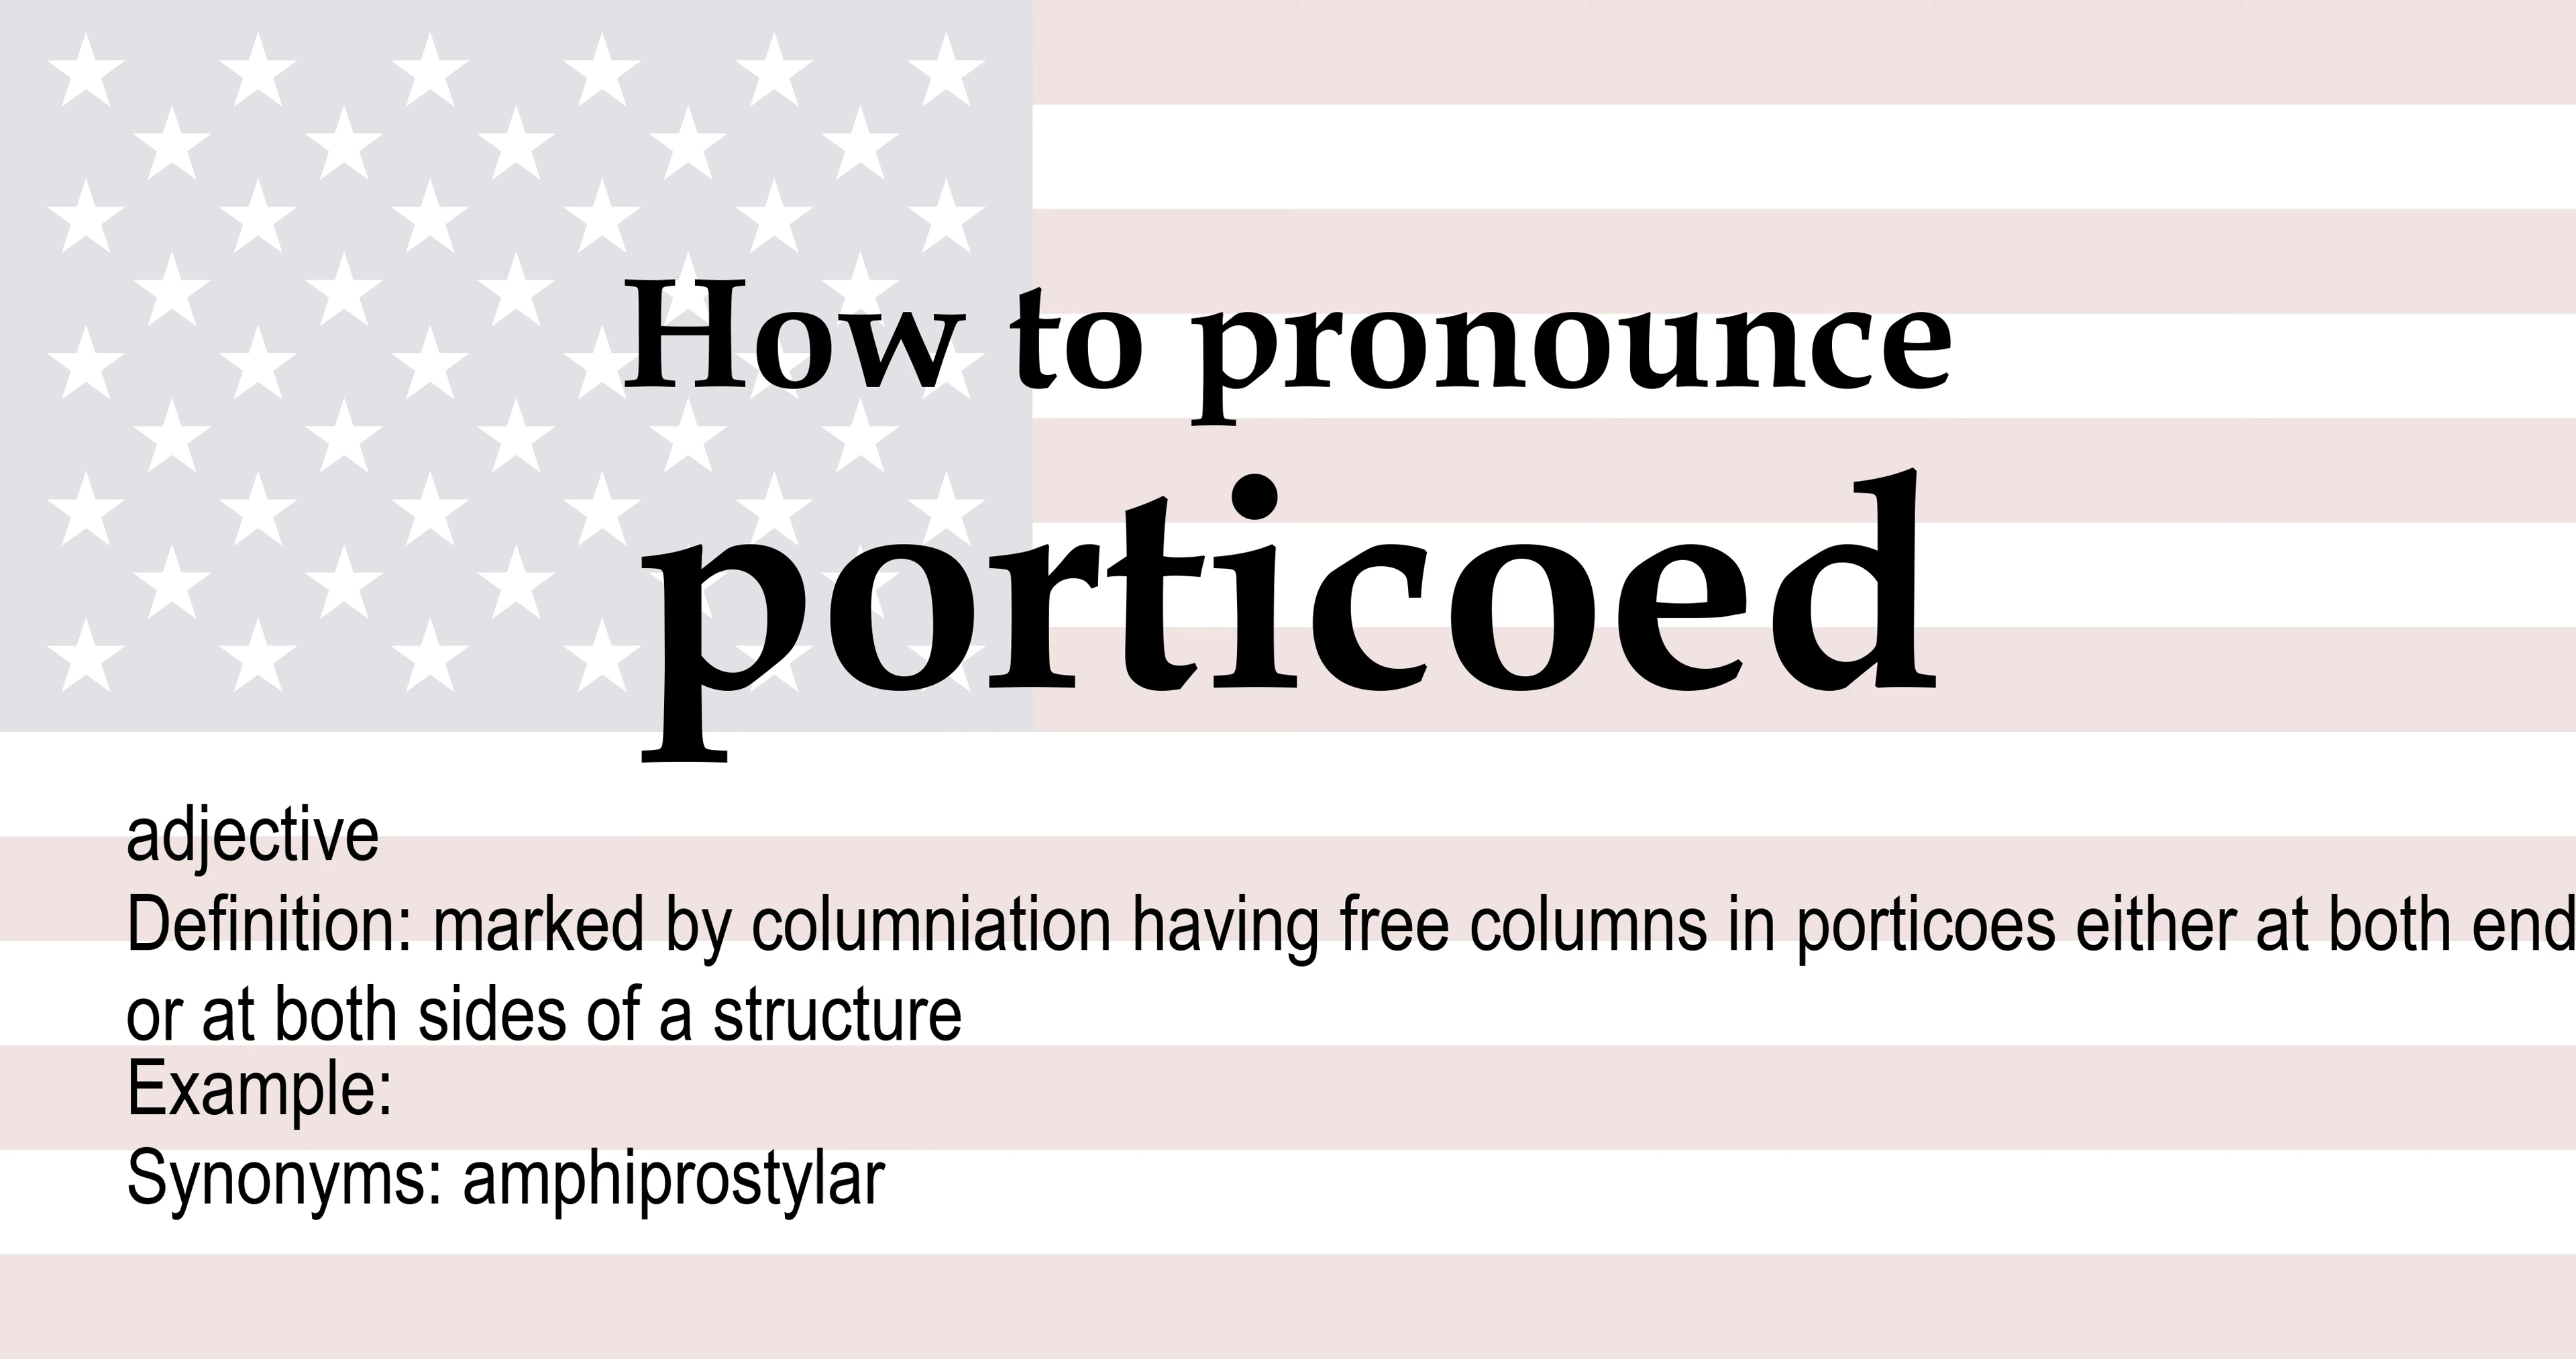 How to pronounce
porticoed
adjective
Definition: marked by columniation having free columns in porticoes either at both end
or at both sides of a structure
Example:
Synonyms: amphiprostylar